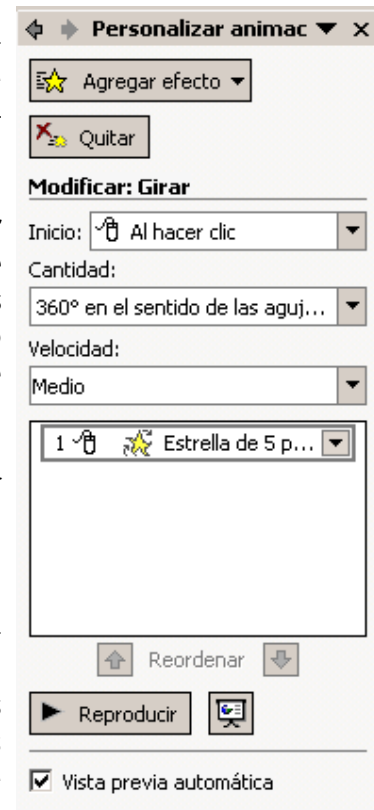 Personalizar animac
Agregar efecto
Quitar
Modificar: Girar
Inicio: Al hacer clic
Cantidad:
360º en el sentido de las aguj...
Velocidad:
Medio
1 Estrella de 5 p...
Reordenar
Reproducir
Vista previa automática